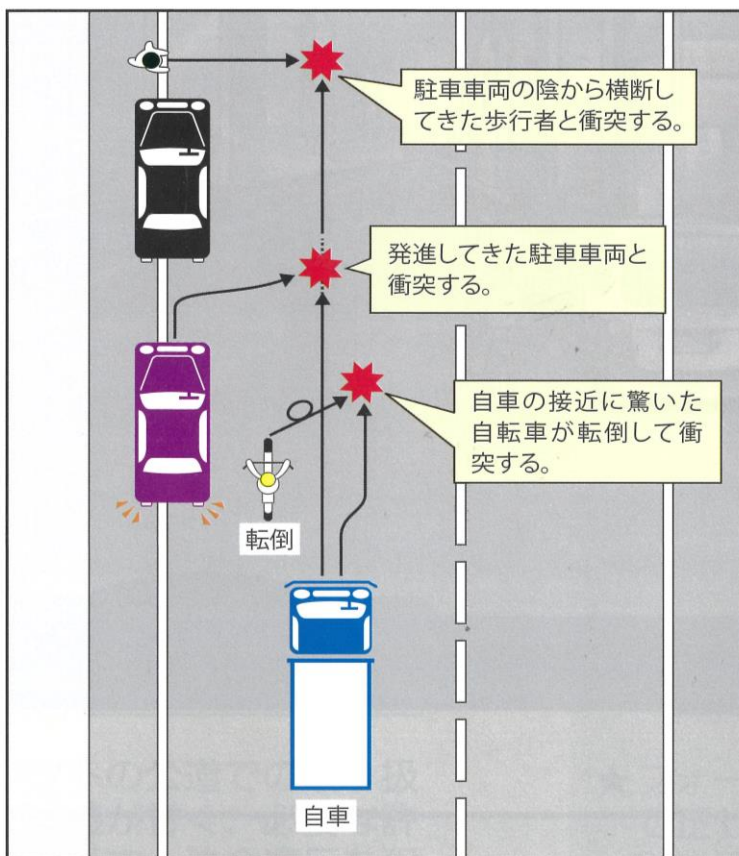 駐車車両の陰から横断し
てきた歩行者と衝突する。
発進してきた駐車車両と
衝突する。
自車の接近に驚いた
自転車が転倒して衝
突する。
転倒
自車